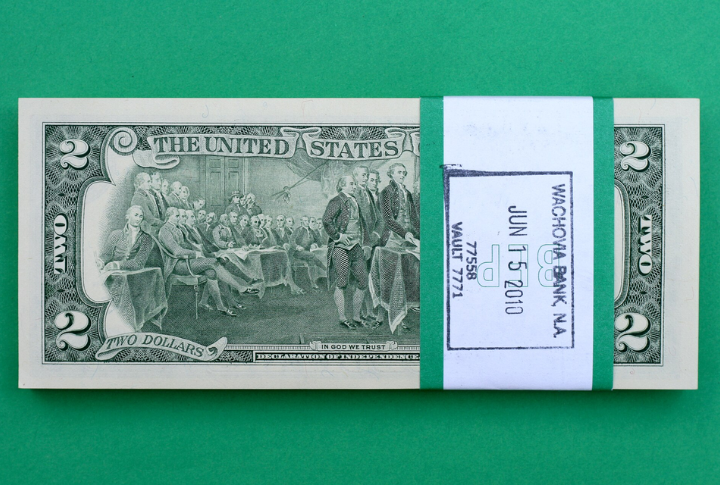 2
THE UNITED STATES
2
TWO
TWO
2
TWO DOLLARS
IN GOD WE TRUST
DECLARATION OF INDEPENDENCE
2
WACHOVIA BANK, N.A.
JUN 15 2010
77558
VAULT 7771
BEP